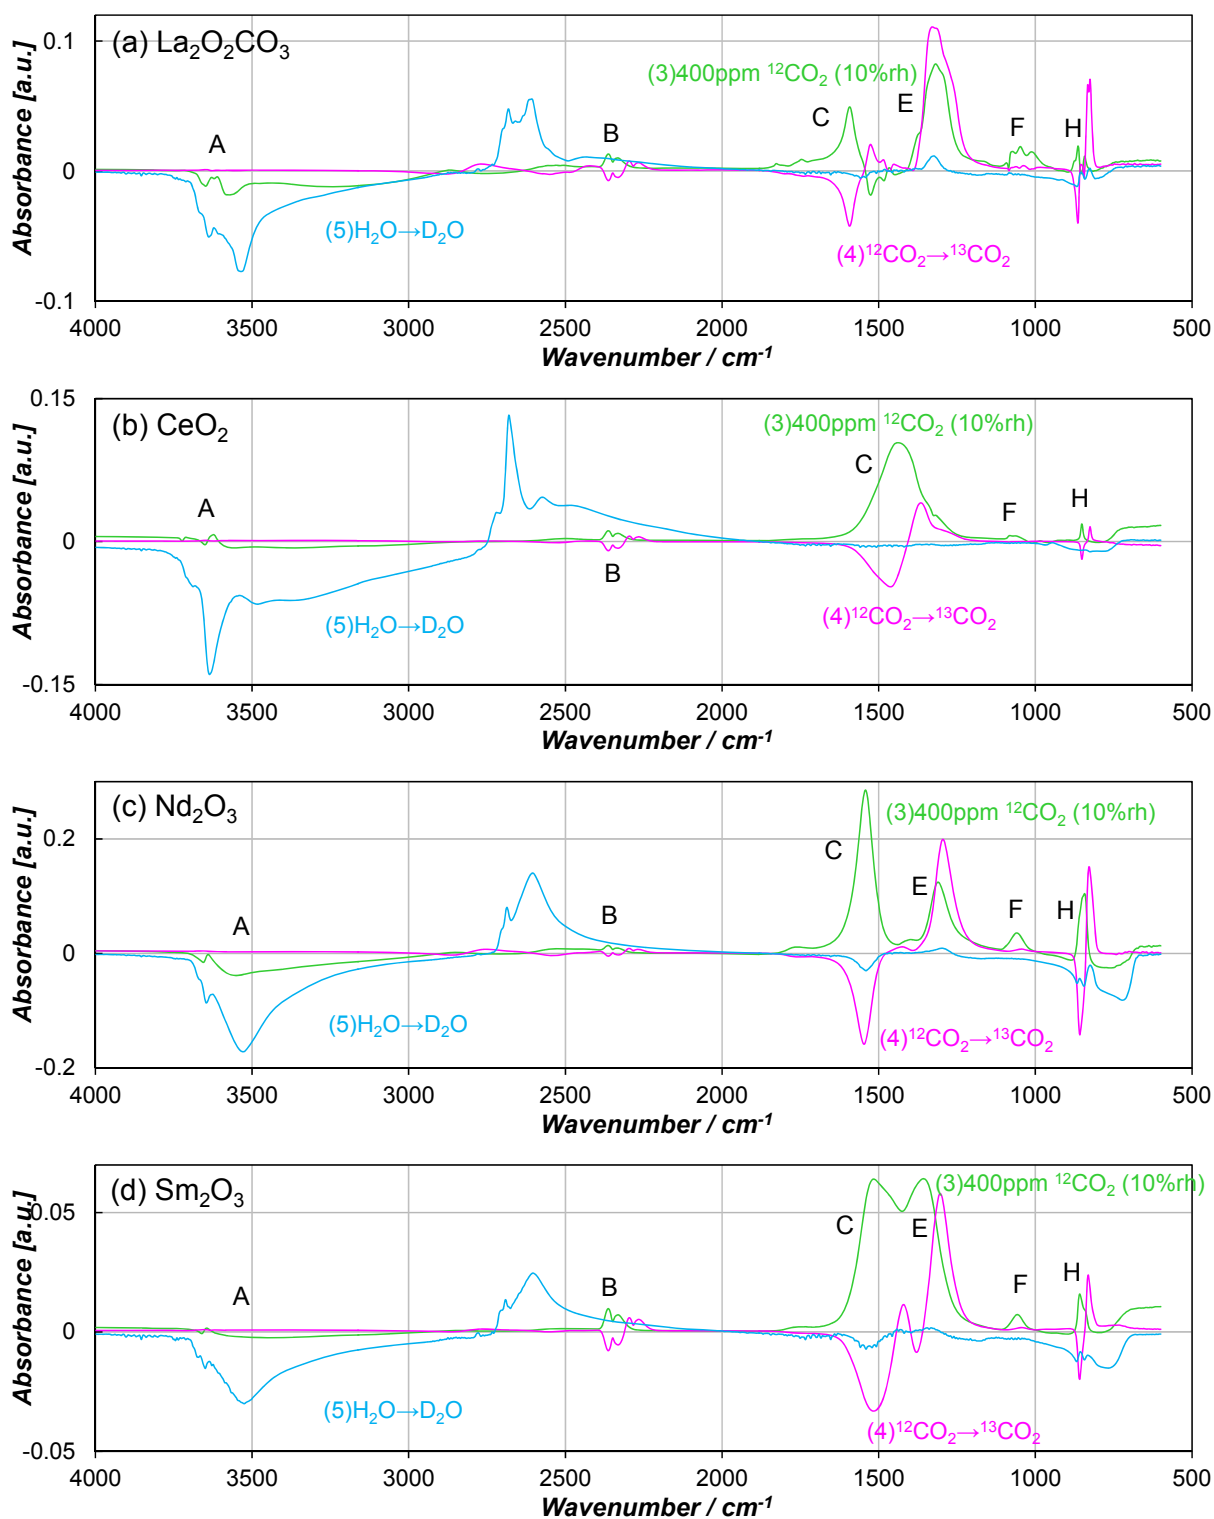 (a) La₂O₂CO₃
Absorbance [a.u.]
0.1
0
-0.1
A
B
C
E
F
H
(3)400ppm ¹²CO₂ (10%rh)
(5)H₂O→D₂O
(4)¹²CO₂→¹³CO₂
4000 3500 3000 2500 2000 1500 1000 500
Wavenumber / cm⁻¹
(b) CeO₂
Absorbance [a.u.]
0.15
0
-0.15
A
B
C
F
H
(3)400ppm ¹²CO₂ (10%rh)
(5)H₂O→D₂O
(4)¹²CO₂→¹³CO₂
4000 3500 3000 2500 2000 1500 1000 500
Wavenumber / cm⁻¹
(c) Nd₂O₃
Absorbance [a.u.]
0.2
0
-0.2
A
B
C
E
F
H
(3)400ppm ¹²CO₂ (10%rh)
(5)H₂O→D₂O
(4)¹²CO₂→¹³CO₂
4000 3500 3000 2500 2000 1500 1000 500
Wavenumber / cm⁻¹
(d) Sm₂O₃
Absorbance [a.u.]
0.05
0
-0.05
A
B
C
E
F
H
(3)400ppm ¹²CO₂ (10%rh)
(5)H₂O→D₂O
(4)¹²CO₂→¹³CO₂
4000 3500 3000 2500 2000 1500 1000 500
Wavenumber / cm⁻¹